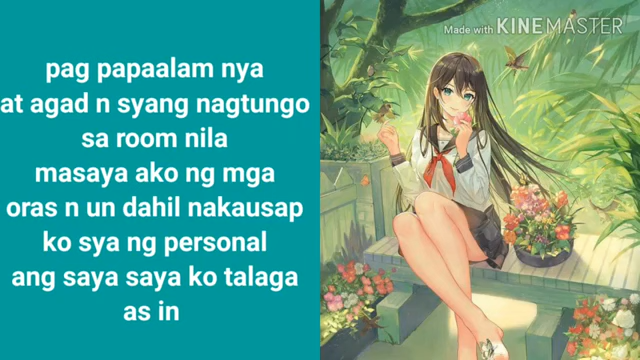 Made with KINEMASTER
pag papaalam nya
at agad n syang nagtungo
sa room nila
masaya ako ng mga
oras n un dahil nakausap
ko sya ng personal
ang saya saya ko talaga
as in